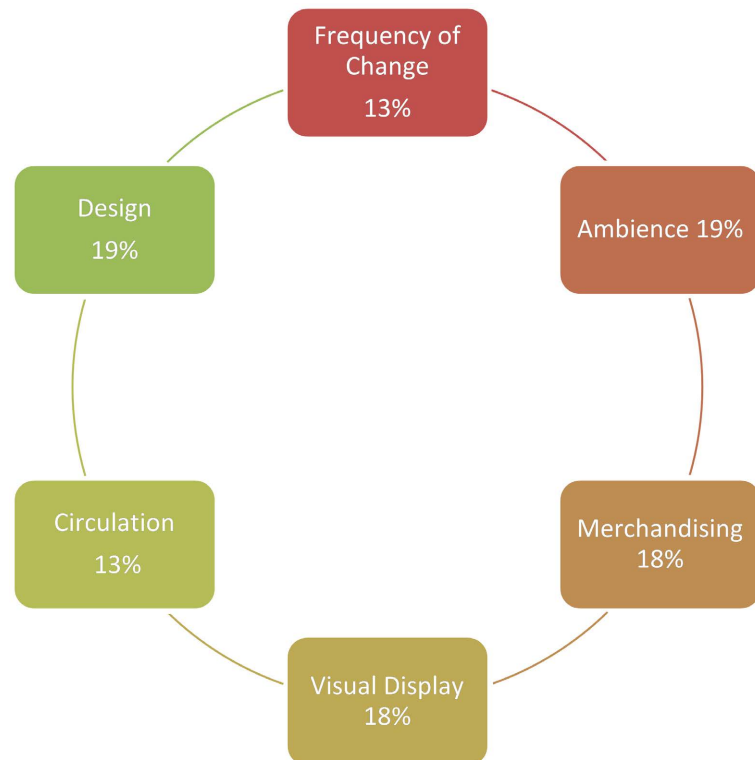 Frequency of
Change
13%
Ambience 19%
Merchandising
18%
Visual Display
18%
Circulation
13%
Design
19%